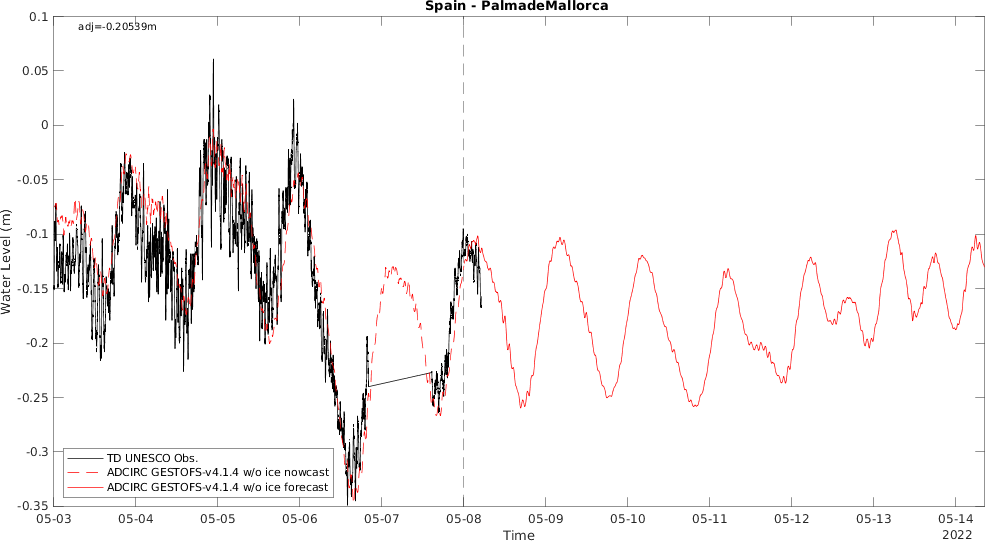 Spain - PalmadeMallorca
adj=-0.20539m
0.1
0.05
0
-0.05
-0.1
-0.15
-0.2
-0.25
-0.3
-0.35
Water Level (m)
TD UNESCO Obs.
ADCIRC GESTOFS-v4.1.4 w/o ice nowcast
ADCIRC GESTOFS-v4.1.4 w/o ice forecast
05-03 05-04 05-05 05-06 05-07 05-08 05-09 05-10 05-11 05-12 05-13 05-14
Time
2022